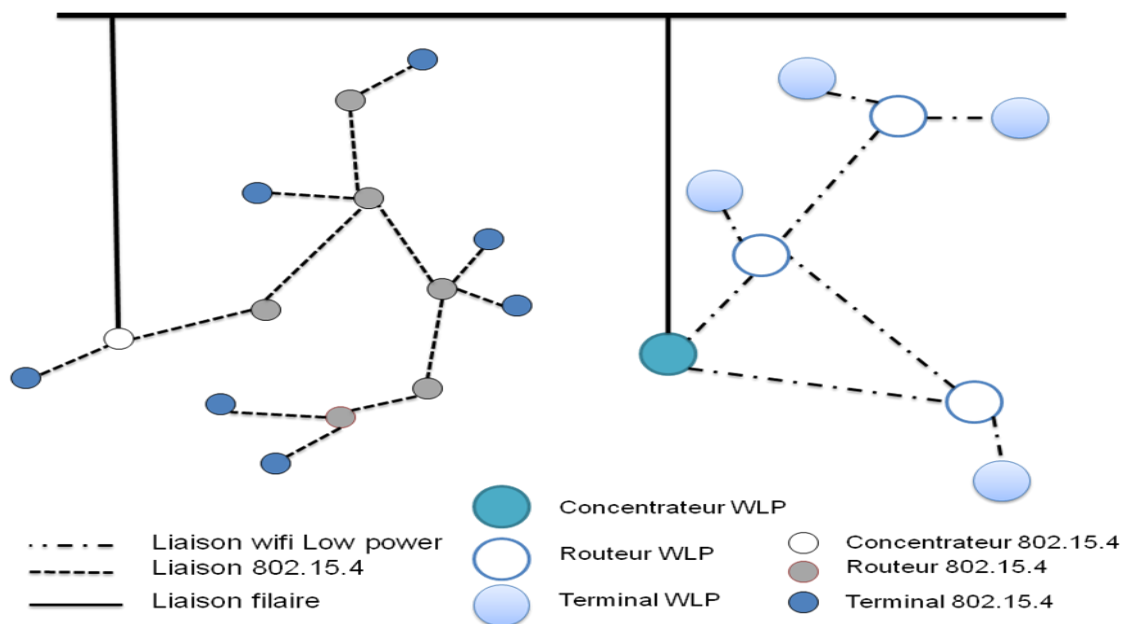 Liaison wifi Low power
Liaison 802.15.4
Liaison filaire
Concentrateur WLP
Routeur WLP
Terminal WLP
Concentrateur 802.15.4
Routeur 802.15.4
Terminal 802.15.4